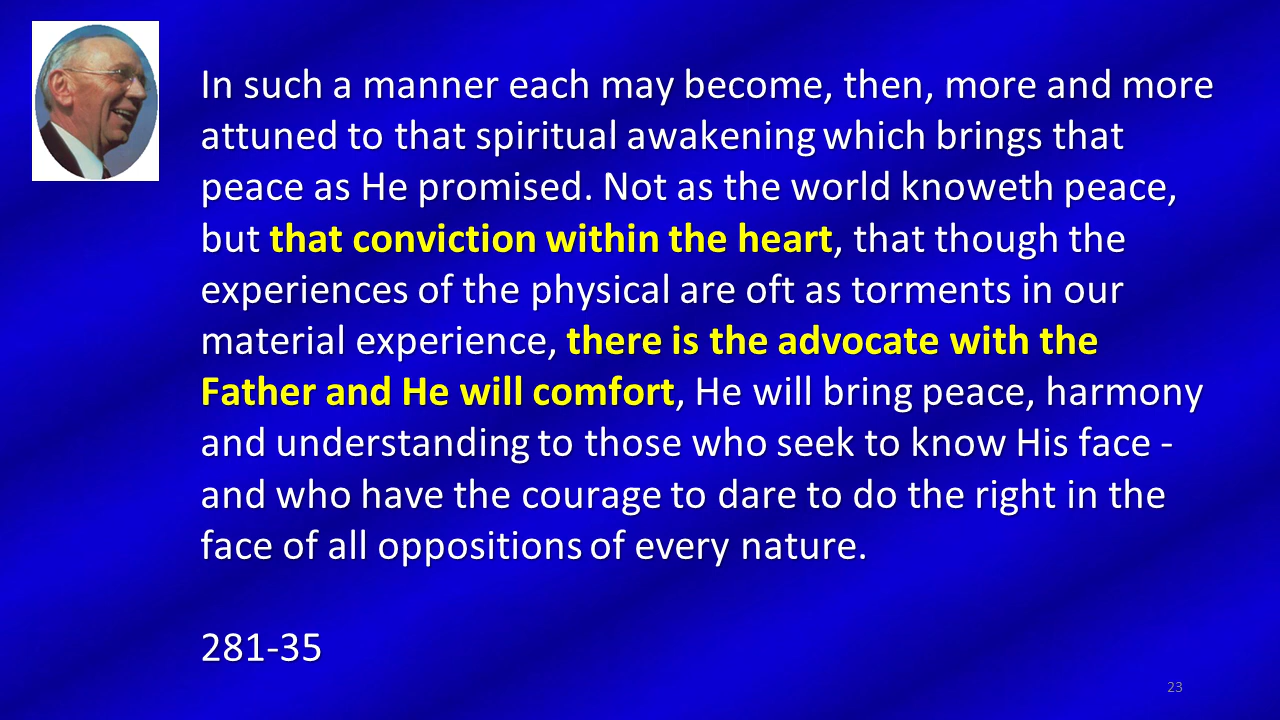 In such a manner each may become, then, more and more
attuned to that spiritual awakening which brings that
peace as He promised. Not as the world knoweth peace,
but that conviction within the heart, that though the
experiences of the physical are oft as torments in our
material experience, there is the advocate with the
Father and He will comfort, He will bring peace, harmony
and understanding to those who seek to know His face -
and who have the courage to dare to do the right in the
face of all oppositions of every nature.
281-35
23